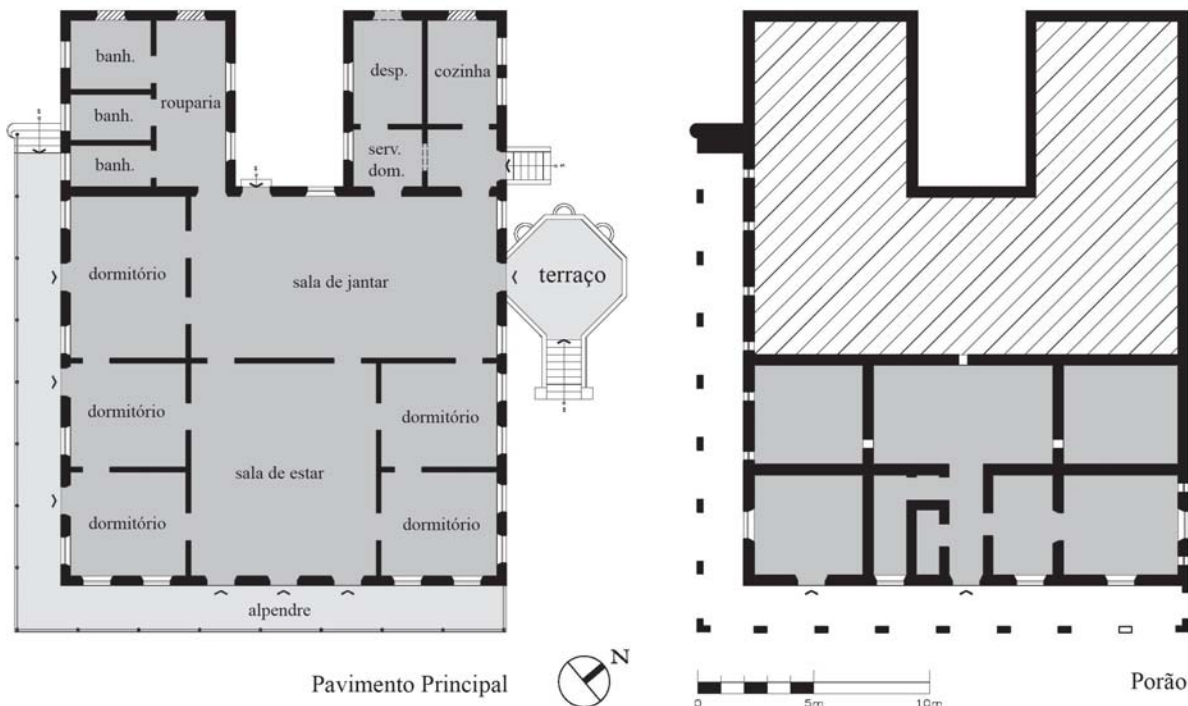 banh.
rouparia
desp.
cozinha
banh.
serv.
dom.
banh.
dormitório
sala de jantar
terraço
dormitório
dormitório
sala de estar
dormitório
dormitório
alpendre
Pavimento Principal
N
Porão
0 5m 10m